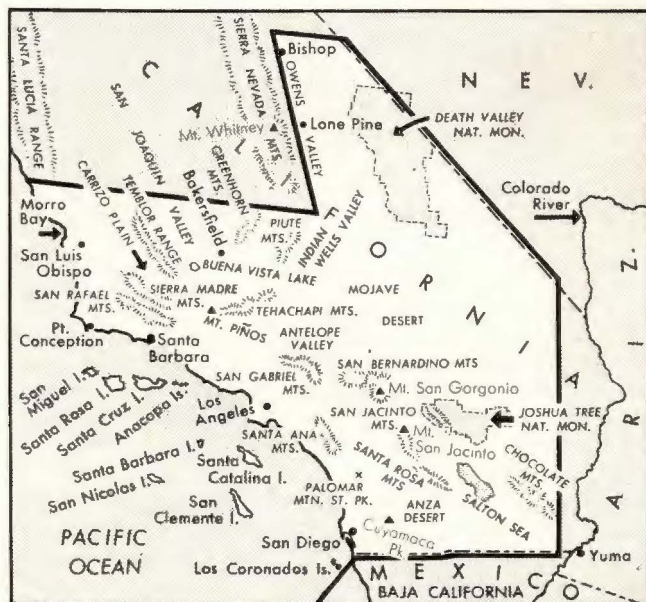 Bishop
SANTA LUCIA RANGE
C A L I F O R N I A
SIERRA NEVADA MTS.
OWENS VALLEY
N E V.
DEATH VALLEY
NAT. MON.
SAN JOAQUIN VALLEY
Mt. Whitney
Lone Pine
GREENHORN MTS.
Colorado
River
CARRIZO PLAIN
TEMBLOR RANGE
Bakersfield
Morro
Bay
PIUTE
MTS.
INDIAN WELLS VALLEY
San Luis
Obispo
BUENA VISTA LAKE
SAN RAFAEL
MTS.
SIERRA MADRE
MTS.
MOJAVE
DESERT
TEHACHAPI MTS.
MT. PIÑOS
Pt.
Conception
Santa
Barbara
ANTELOPE
VALLEY
SAN BERNARDINO MTS
San
Miguel I.
Santa Rosa I.
Santa Cruz I.
Anacapa Is.
SAN GABRIEL
MTS.
Mt. San Gorgonio
Los
Angeles
SAN JACINTO
MTS.
Mt.
San Jacinto
JOSHUA TREE
NAT. MON.
A R I Z.
SANTA ANA
MTS.
Santa Barbara I.
San Nicolas I.
Santa
Catalina I.
SANTA ROSA
MTS
CHOCOLATE
MTS.
SALTON SEA
San
Clemente I.
PALOMAR
MTN. ST. PK.
ANZA
DESERT
PACIFIC
OCEAN
San Diego
Cuyamaca
Pk
Yuma
Los Coronados Is.
M E X I C O
BAJA CALIFORNIA